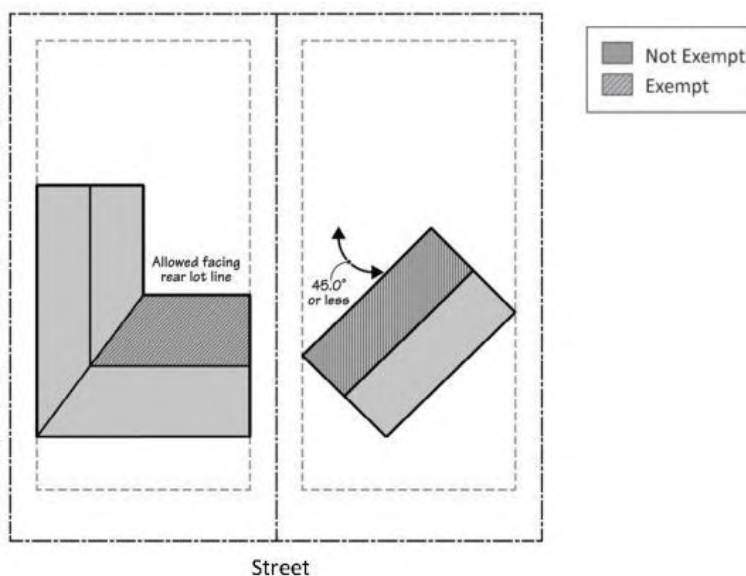 Not Exempt
Exempt
Allowed facing
rear lot line
45.0°
or less
Street